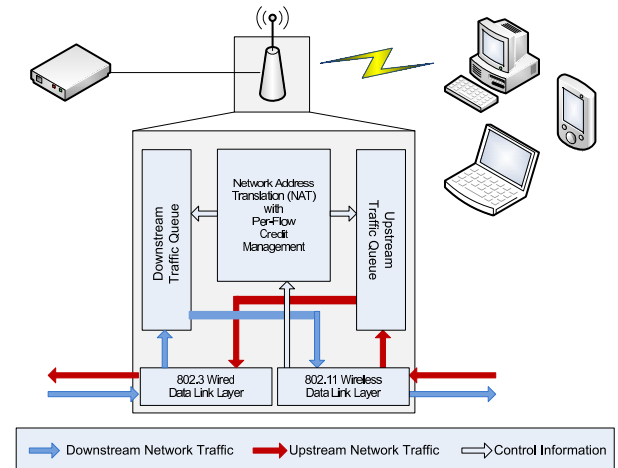 Downstream
Traffic Queue
Network Address
Translation (NAT)
with
Per-Flow
Credit
Management
Upstream
Traffic Queue
802.3 Wired
Data Link Layer
802.11 Wireless
Data Link Layer
Downstream Network Traffic
Upstream Network Traffic
Control Information